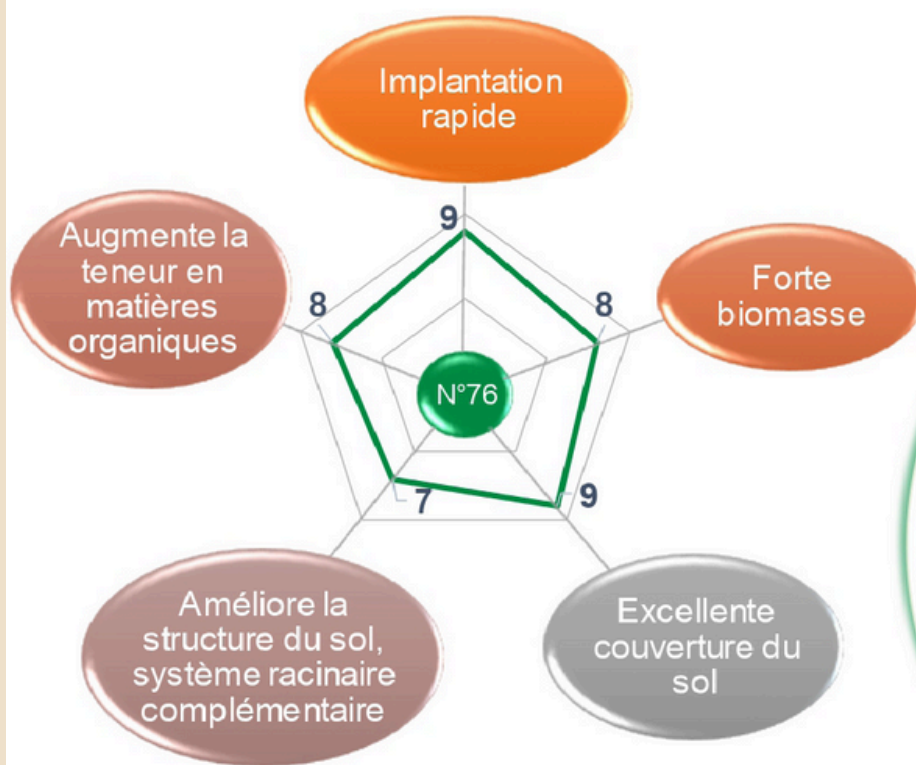 Implantation
rapide
9
Augmente la
teneur en
matières
organiques
8
8
Forte
biomasse
N°76
7
9
Améliore la
structure du sol,
système racinaire
complémentaire
Excellente
couverture du
sol